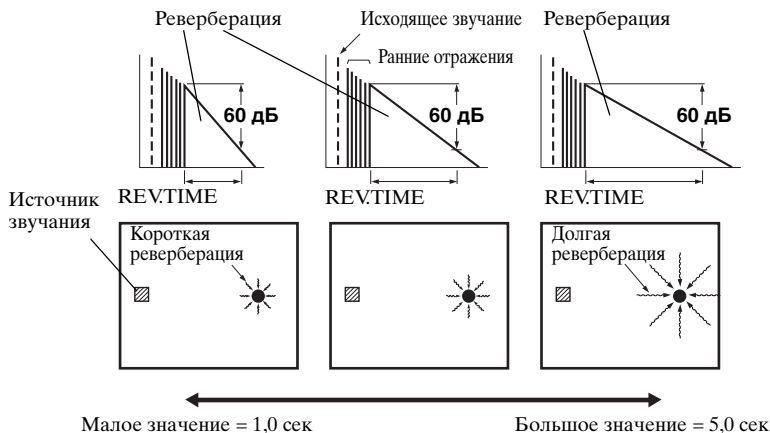 Реверберация
Исходящее звучание
Реверберация
Ранние отражения
60 дБ
60 дБ
60 дБ
REV.TIME
REV.TIME
REV.TIME
Источник
звучания
Короткая
реверберация
Долгая
реверберация
Малое значение = 1,0 сек
Большое значение = 5,0 сек